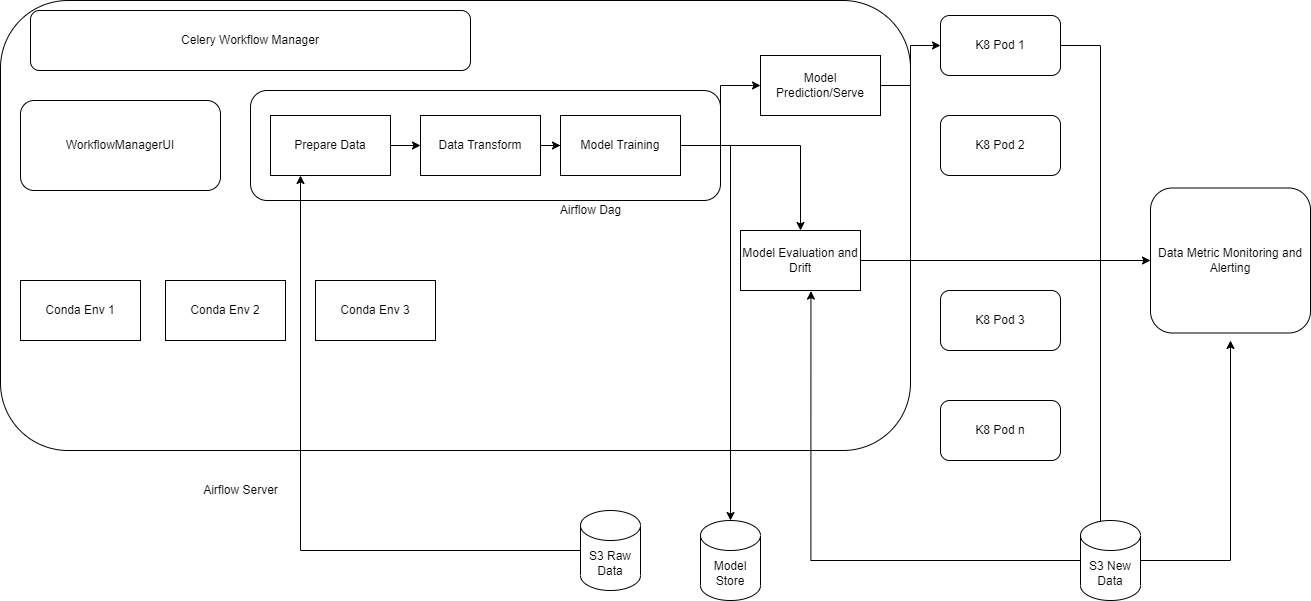 Celery Workflow Manager
K8 Pod 1
Model
Prediction/Serve
WorkflowManagerUI
Prepare Data
Data Transform
Model Training
K8 Pod 2
Airflow Dag
Model Evaluation and
Drift
Data Metric Monitoring and
Alerting
Conda Env 1
Conda Env 2
Conda Env 3
K8 Pod 3
K8 Pod n
Airflow Server
S3 Raw
Data
Model
Store
S3 New
Data